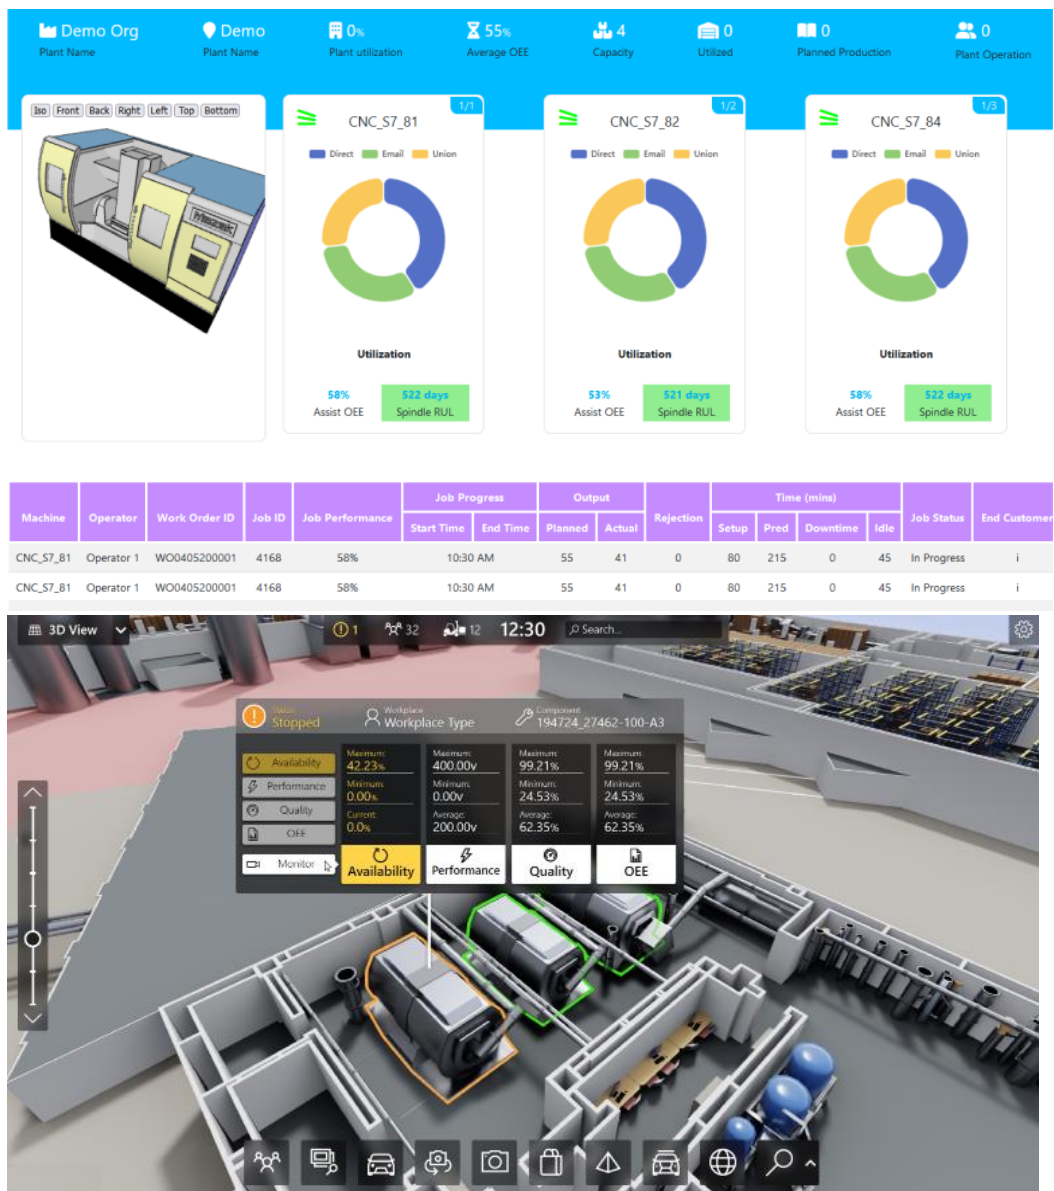 Demo Org Demo 0% 55% 4 0 0 0
Plant Name Plant Name Plant utilization Average OEE Capacity Utilized Planned Production Plant Operation
Iso Front Back Right Left Top Bottom
Mazak
1/1
CNC_S7_81
Direct Email Union
Utilization
58% 522 days
Assist OEE Spindle RUL
1/2
CNC_S7_82
Direct Email Union
Utilization
53% 521 days
Assist OEE Spindle RUL
1/3
CNC_S7_84
Direct Email Union
Utilization
58% 522 days
Assist OEE Spindle RUL
Machine Operator Work Order ID Job ID Job Performance Job Progress Output Rejection Time (mins) Job Status End Customer
Start Time End Time Planned Actual Setup Pred Downtime Idle
CNC_S7_81 Operator 1 WO0405200001 4168 58% 10:30 AM 55 41 0 80 215 0 45 In Progress i
CNC_S7_81 Operator 1 WO0405200001 4168 58% 10:30 AM 55 41 0 80 215 0 45 In Progress i
3D View 1 32 12 12:30 Search...
Status: Workplace Component
Stopped Workplace Type 194724_27462-100-A3
Availability
Performance
Quality
OEE
Monitor
Maximum: Maximum: Maximum: Maximum:
42.23% 400.00v 99.21% 99.21%
Minimum: Minimum: Minimum: Minimum:
0.00% 0.00v 24.53% 24.53%
Current: Average: Average: Average:
0.0% 200.00v 62.35% 62.35%
Availability Performance Quality OEE